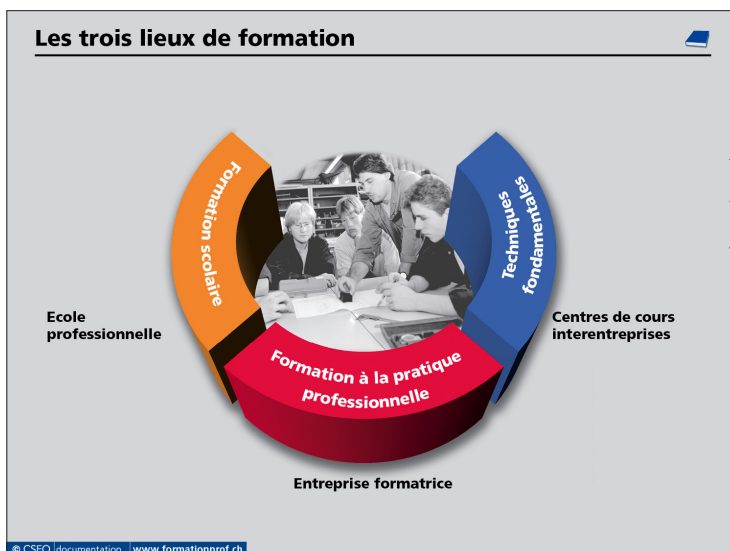 Les trois lieux de formation
Formation scolaire
Techniques
fondamentales
Ecole
professionnelle
Centres de cours
interentreprises
Formation à la pratique
professionnelle
Entreprise formatrice
© CSFO documentation www.formationprof.ch